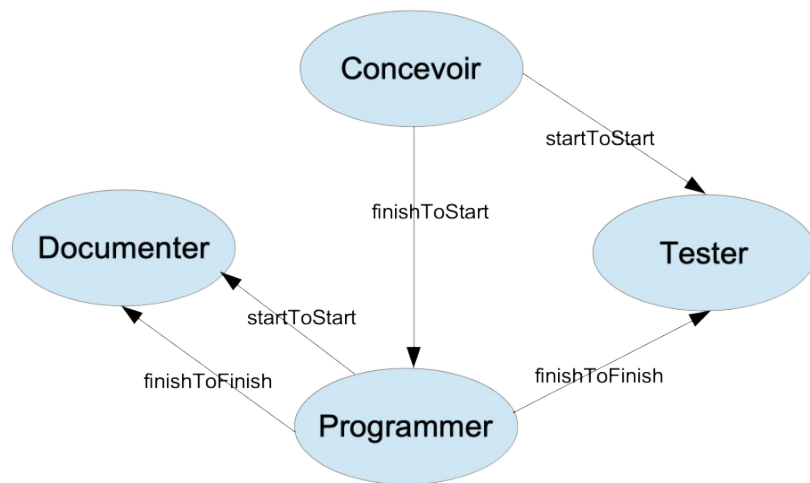 Concevoir
startToStart
finishToStart
Documenter
Tester
startToStart
finishToFinish
finishToFinish
Programmer